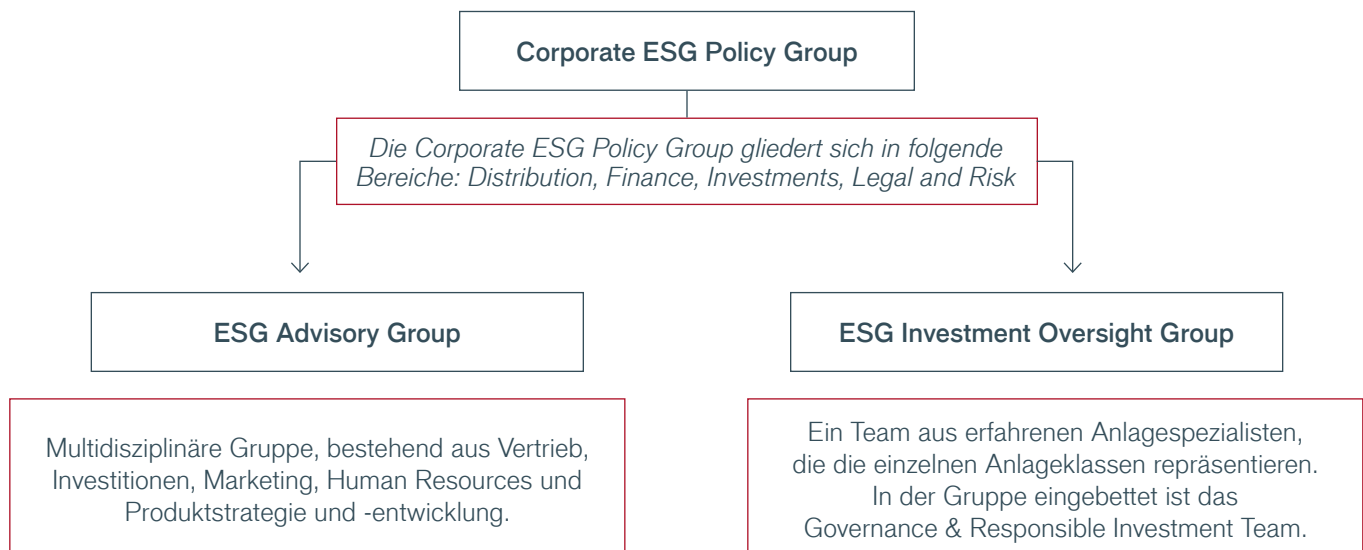 Corporate ESG Policy Group
Die Corporate ESG Policy Group gliedert sich in folgende
Bereiche: Distribution, Finance, Investments, Legal and Risk
ESG Advisory Group
Multidisziplinäre Gruppe, bestehend aus Vertrieb,
Investitionen, Marketing, Human Resources und
Produktstrategie und -entwicklung.
ESG Investment Oversight Group
Ein Team aus erfahrenen Anlagespezialisten,
die die einzelnen Anlageklassen repräsentieren.
In der Gruppe eingebettet ist das
Governance & Responsible Investment Team.